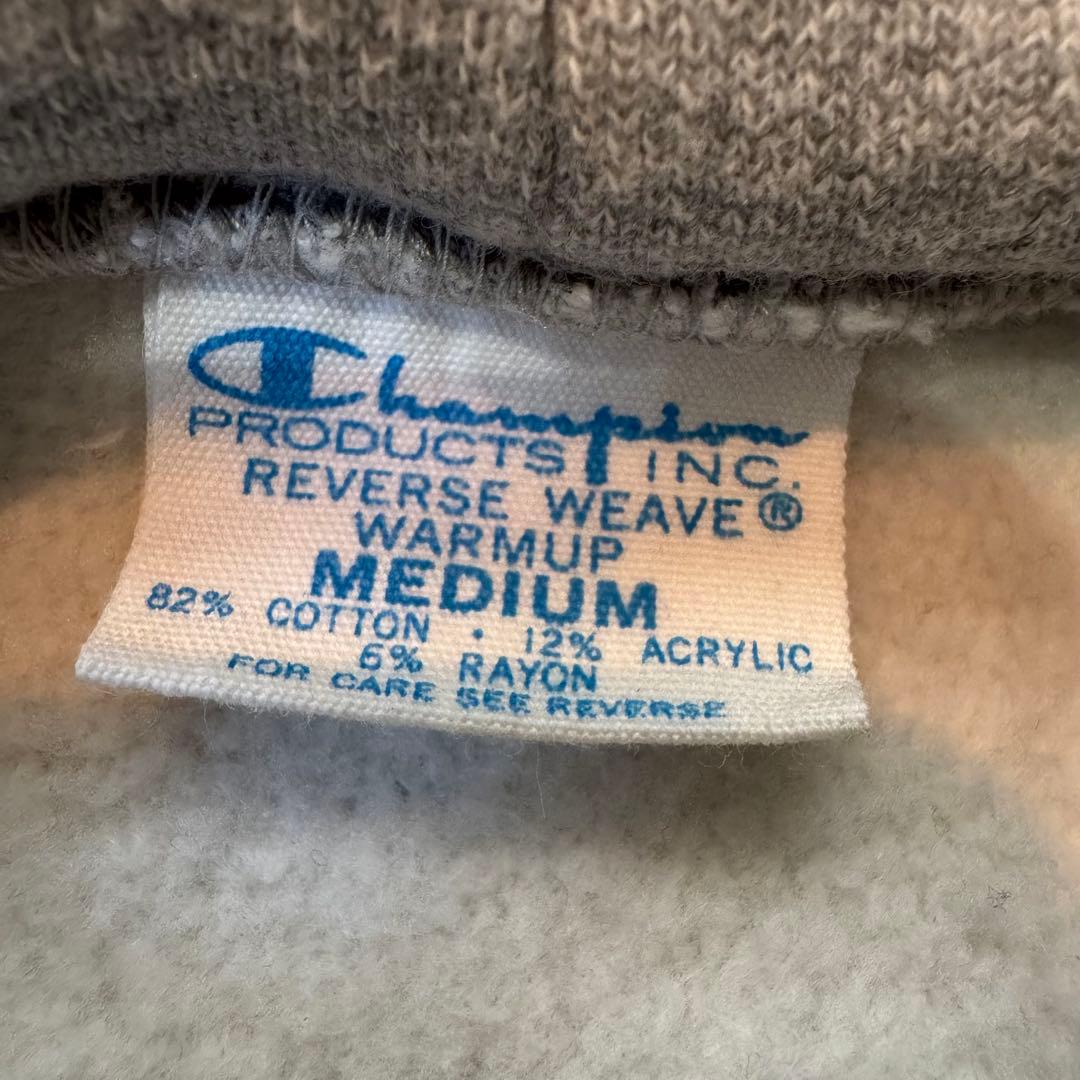 Champion
PRODUCTS INC.
REVERSE WEAVE®
WARMUP
MEDIUM
82% COTTON · 12% ACRYLIC
6% RAYON
FOR CARE SEE REVERSE